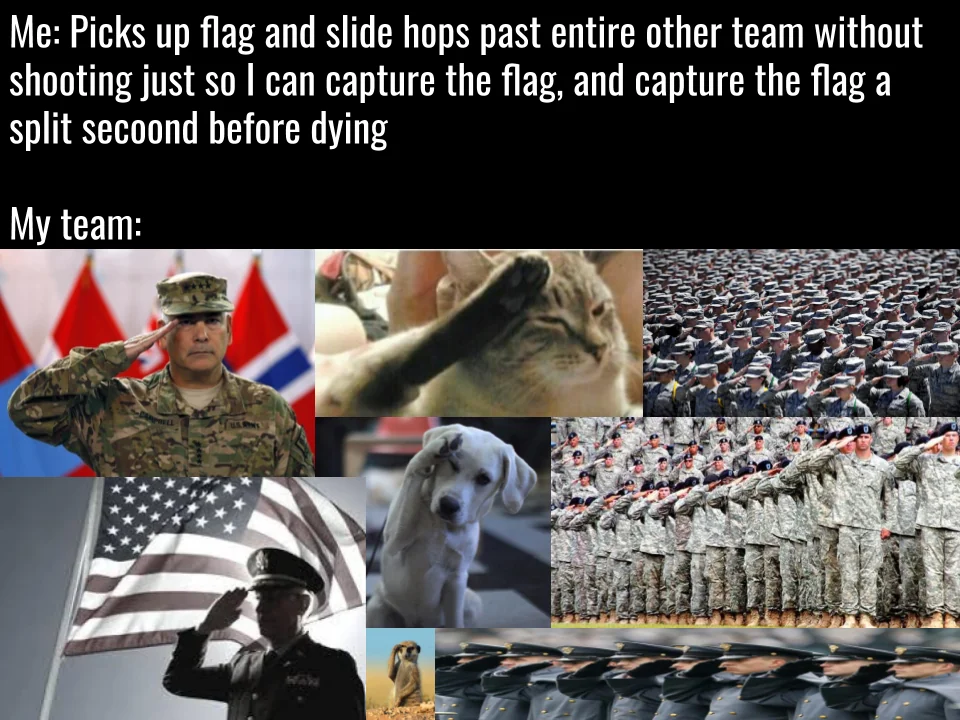 Me: Picks up flag and slide hops past entire other team without
shooting just so I can capture the flag, and capture the flag a
split secoond before dying
My team:
U.S. ARMY